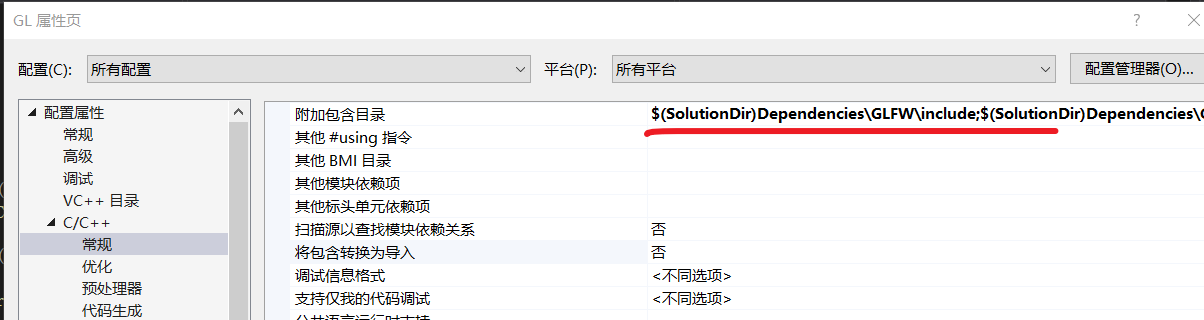 GL 属性页
配置(C): 所有配置 平台(P): 所有平台 配置管理器(O)...
配置属性
常规
高级
调试
VC++ 目录
C/C++
常规
优化
预处理器
代码生成
附加包含目录 $(SolutionDir)Dependencies\GLFW\include;$(SolutionDir)Dependencies\
其他 #using 指令
其他 BMI 目录
其他模块依赖项
其他标头单元依赖项
扫描源以查找模块依赖关系 否
将包含转换为导入 否
调试信息格式 <不同选项>
支持仅我的代码调试 <不同选项>